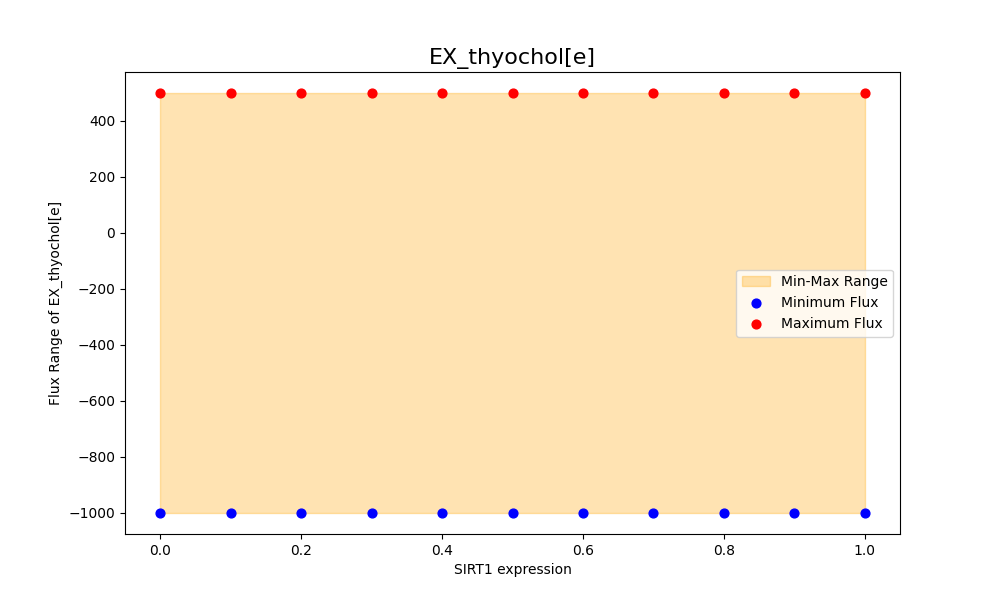 EX_thyochol[e]
Flux Range of EX_thyochol[e]
400
200
0
−200
−400
−600
−800
−1000
Min-Max Range
Minimum Flux
Maximum Flux
0.0 0.2 0.4 0.6 0.8 1.0
SIRT1 expression